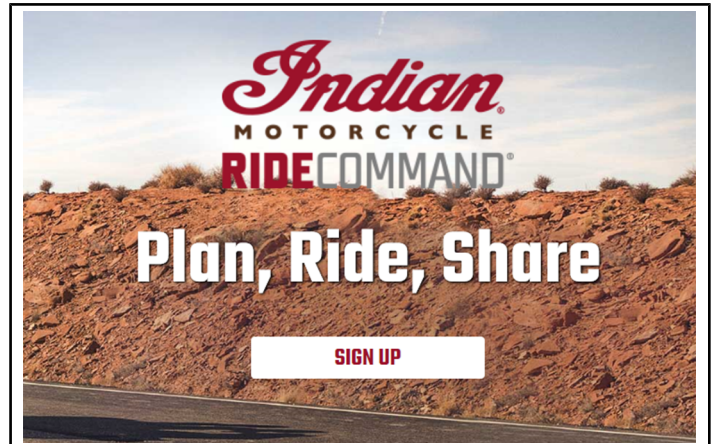 Indian®
MOTORCYCLE
RIDECOMMAND®
Plan, Ride, Share
SIGN UP